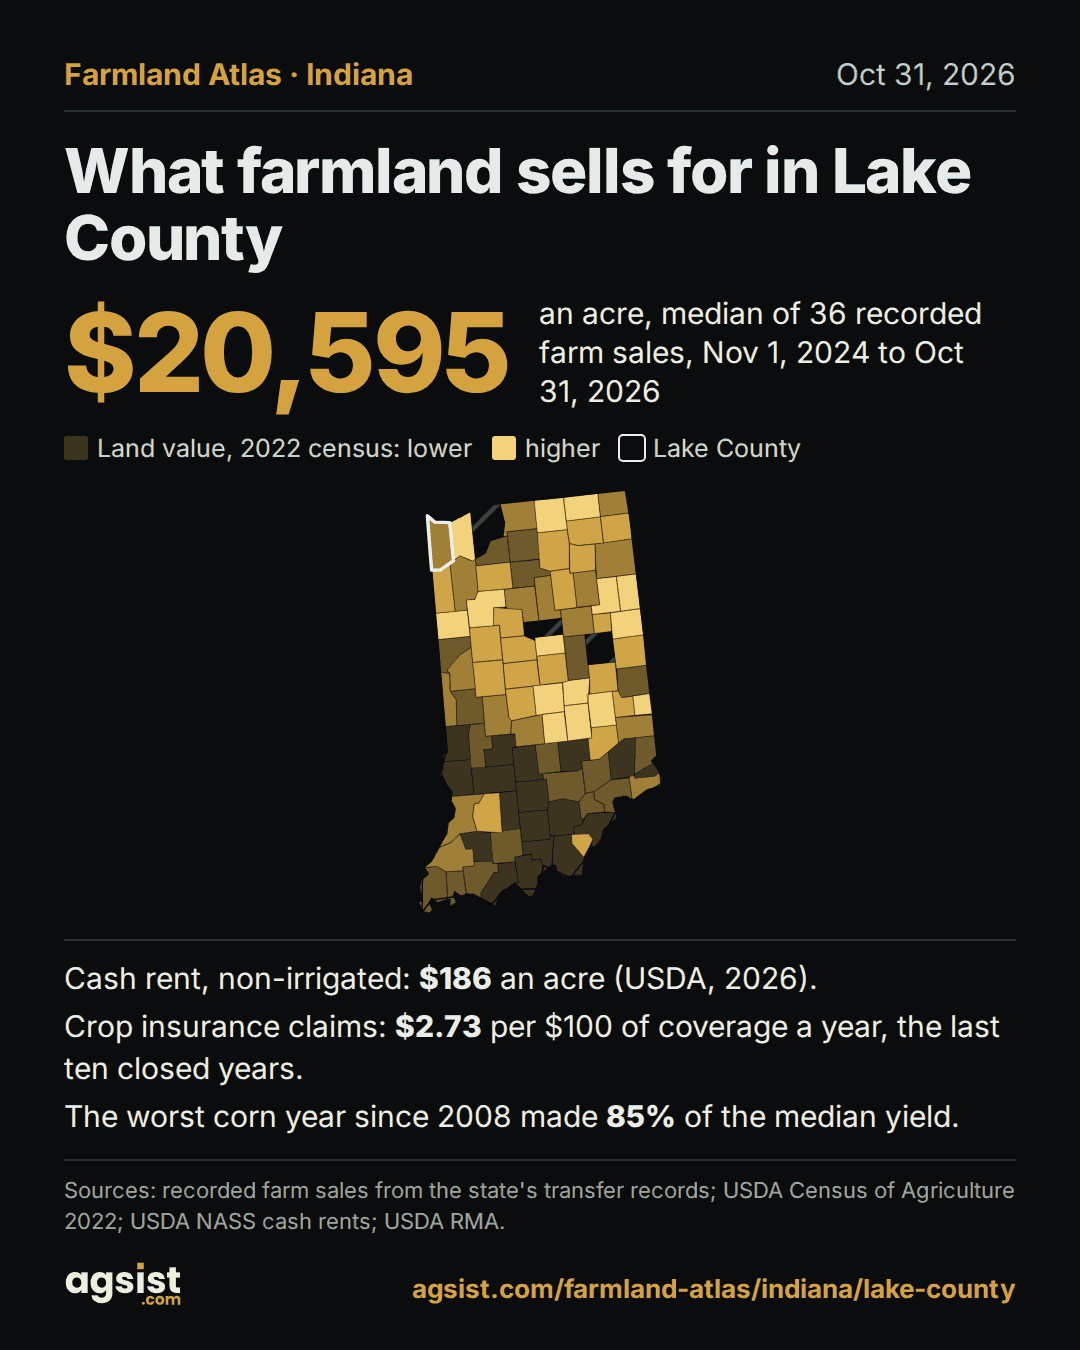 Farmland Atlas · Indiana
Oct 31, 2026
What farmland sells for in Lake
County
$20,595
an acre, median of 36 recorded
farm sales, Nov 1, 2024 to Oct
31, 2026
Land value, 2022 census: lower
higher
Lake County
Cash rent, non-irrigated: $186 an acre (USDA, 2026).
Crop insurance claims: $2.73 per $100 of coverage a year, the last
ten closed years.
The worst corn year since 2008 made 85% of the median yield.
Sources: recorded farm sales from the state's transfer records; USDA Census of Agriculture
2022; USDA NASS cash rents; USDA RMA.
agsist
.com
agsist.com/farmland-atlas/indiana/lake-county